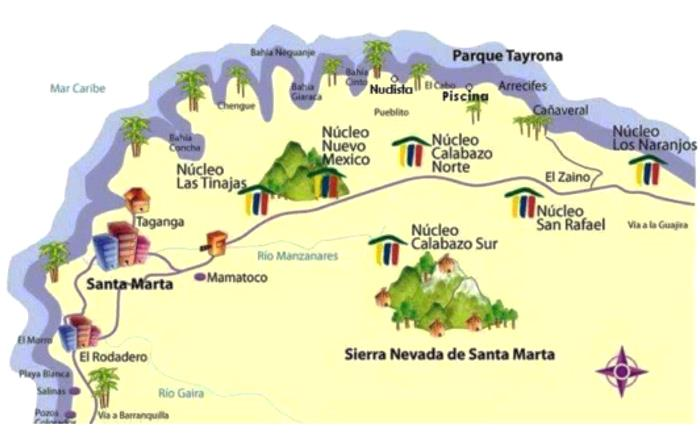 Bahía Neguanje
Parque Tayrona
Mar Caribe
Bahía
Cinto
Nudista
El Cabo
Piscina
Arrecifes
Bahía
Giaraca
Chengue
Pueblito
Cañaveral
Bahía
Concha
Núcleo
Nuevo
Mexico
Núcleo
Calabazo
Norte
Núcleo
Los Naranjos
Núcleo
Las Tinajas
El Zaino
Taganga
Núcleo
San Rafael
Vía a la Guajira
Núcleo
Calabazo Sur
Río Manzanares
Santa Marta
Mamatoco
El Morro
El Rodadero
Sierra Nevada de Santa Marta
Playa Blanca
Salinas
Río Gaira
Pozos
Colorados
Vía a Barranquilla